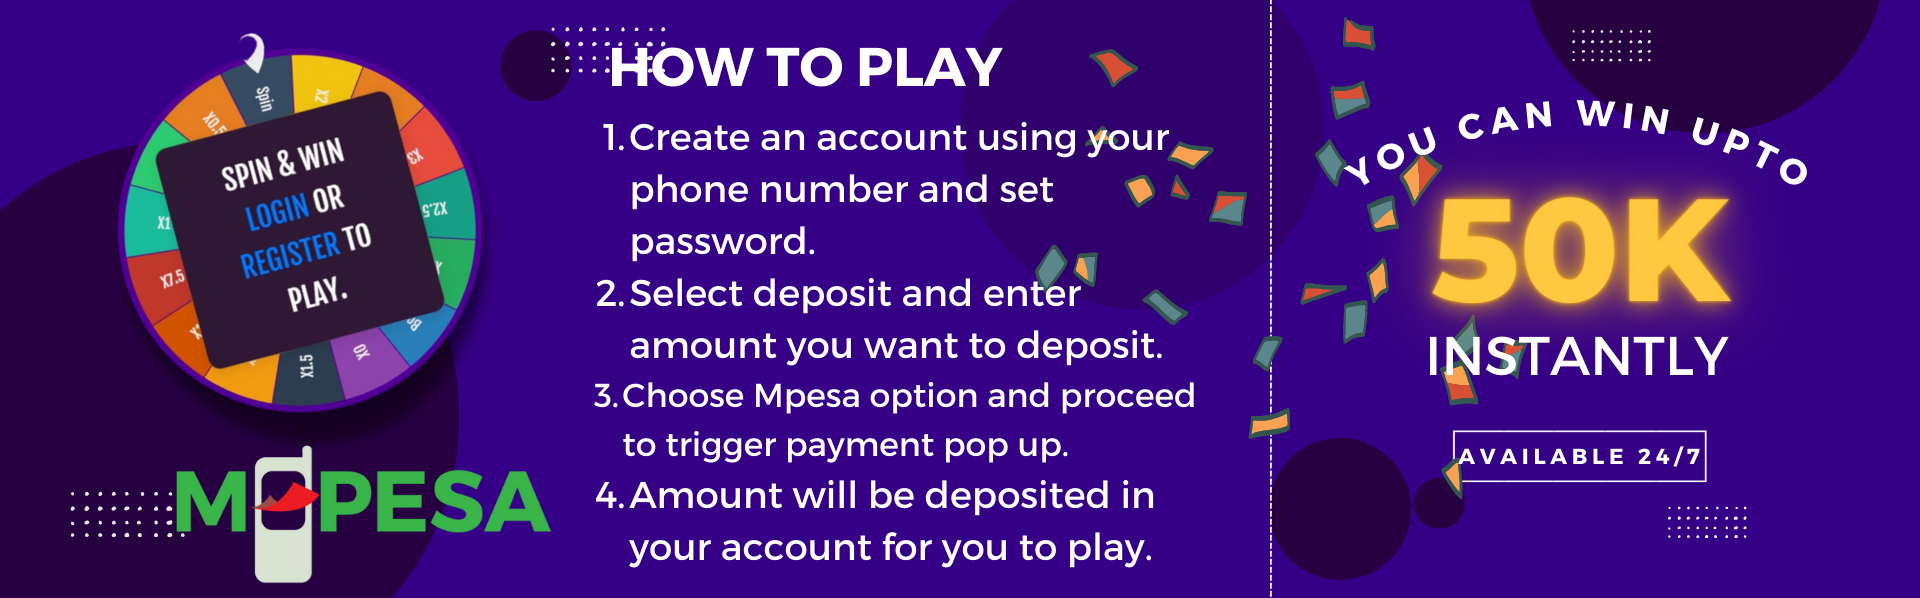 Spin
X2
X0.5
X3
X2.5
X1
X7.5
X1.5
0X
SPIN & WIN
LOGIN OR
REGISTER TO
PLAY.
M PESA
HOW TO PLAY
1. Create an account using your
phone number and set
password.
2. Select deposit and enter
amount you want to deposit.
3. Choose Mpesa option and proceed
to trigger payment pop up.
4. Amount will be deposited in
your account for you to play.
YOU CAN WIN UPTO
50K
INSTANTLY
AVAILABLE 24/7